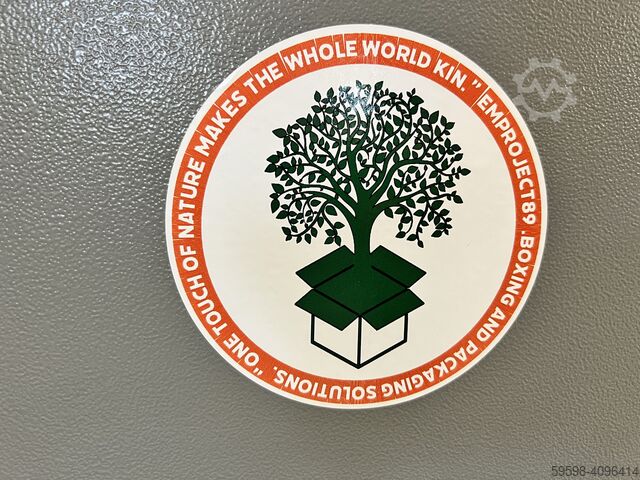 "ONE TOUCH OF NATURE MAKES THE WHOLE WORLD KIN." EMPROJECT89 .BOXING AND PACKAGING SOLUTIONS.
59598-4096414